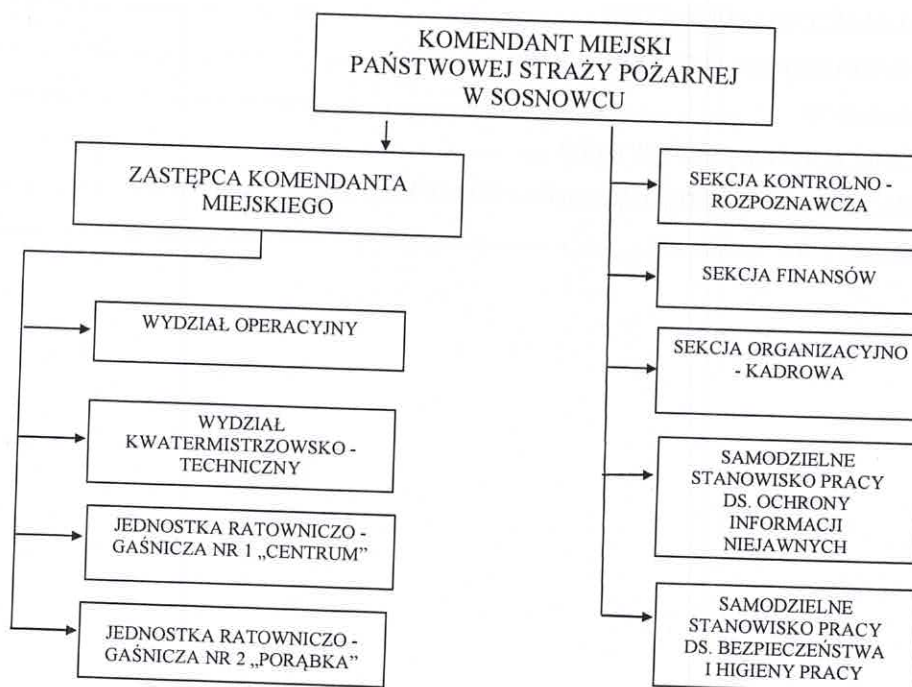 KOMENDANT MIEJSKI
PAŃSTWOWEJ STRAŻY POŻARNEJ
W SOSNOWCU
ZASTĘPCA KOMENDANTA
MIEJSKIEGO
WYDZIAŁ OPERACYJNY
WYDZIAŁ
KWATERMISTRZOWSKO -
TECHNICZNY
JEDNOSTKA RATOWNICZO -
GAŚNICZA NR 1 „CENTRUM”
JEDNOSTKA RATOWNICZO -
GAŚNICZA NR 2 „PORĄBKA”
SEKCJA KONTROLNO -
ROZPOZNAWCZA
SEKCJA FINANSÓW
SEKCJA ORGANIZACYJNO
- KADROWA
SAMODZIELNE
STANOWISKO PRACY
DS. OCHRONY
INFORMACJI
NIEJAWNYCH
SAMODZIELNE
STANOWISKO PRACY
DS. BEZPIECZEŃSTWA
I HIGIENY PRACY